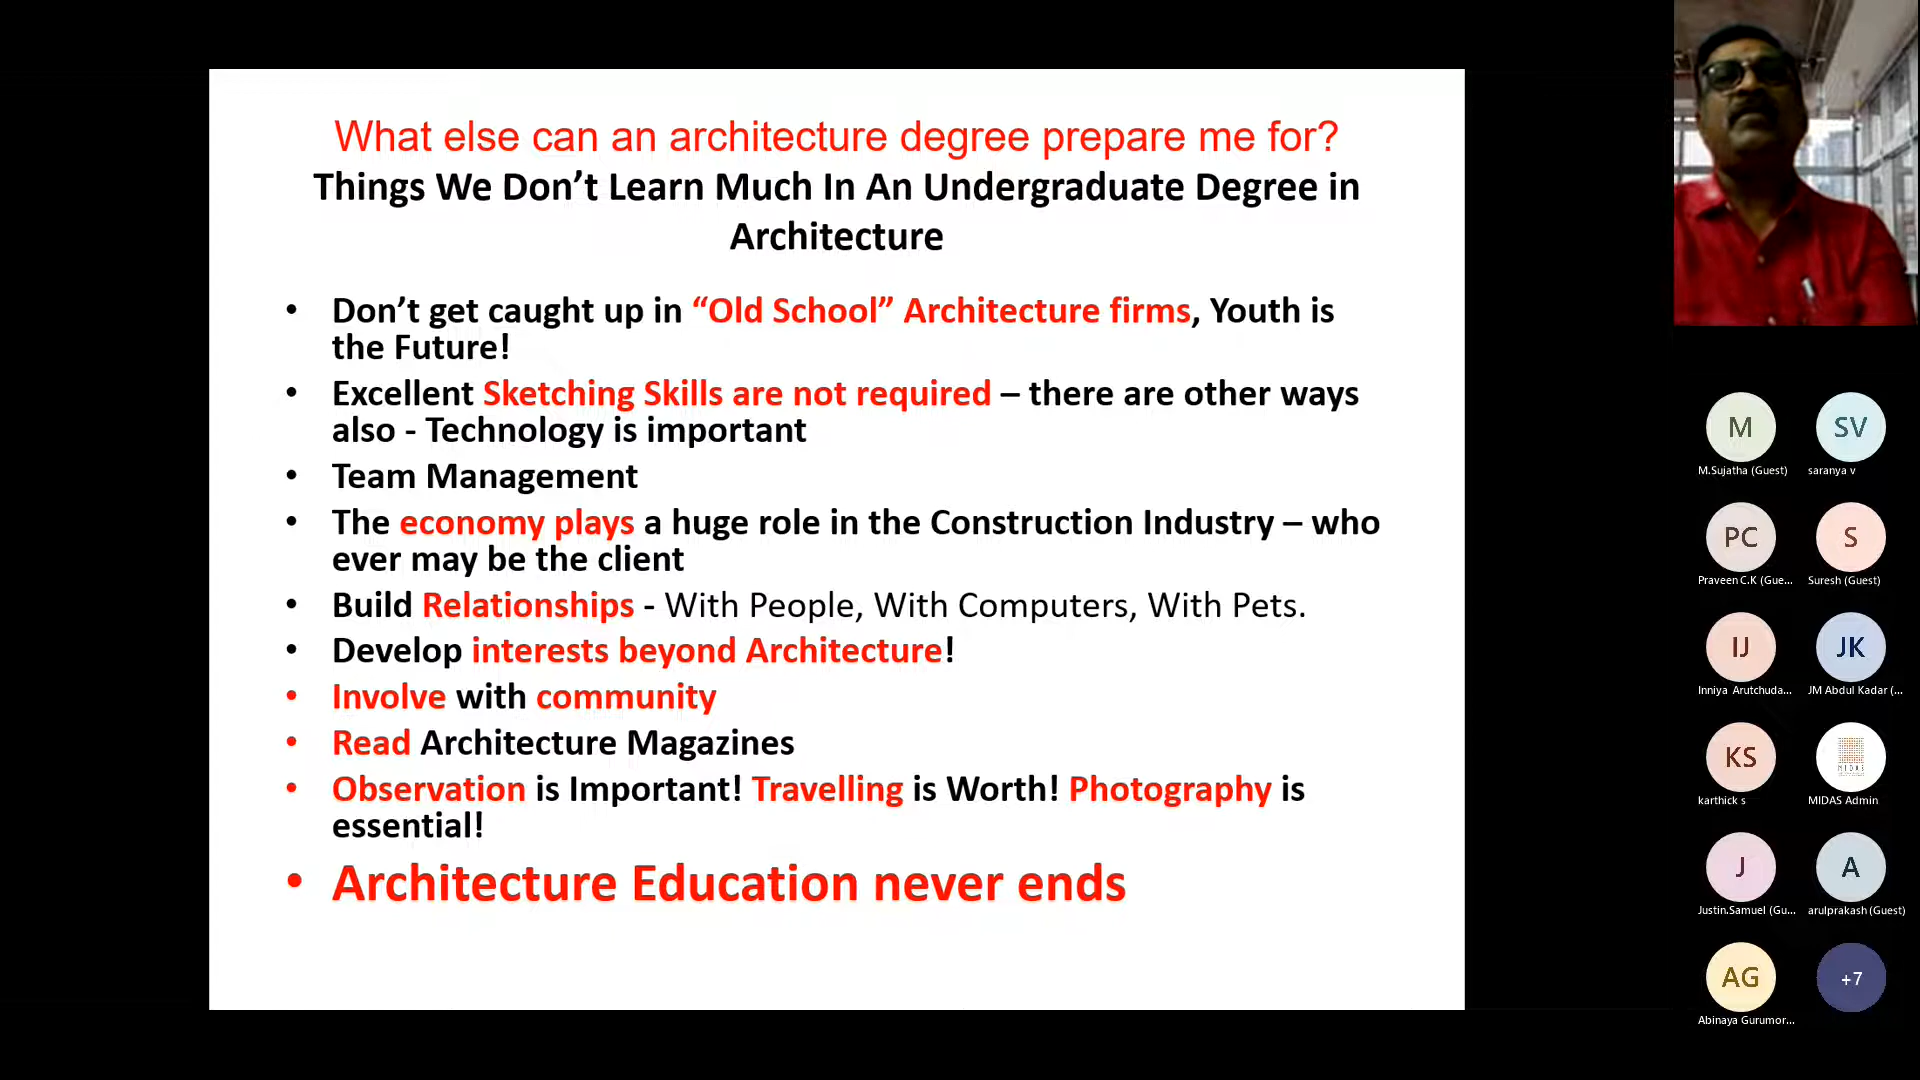 What else can an architecture degree prepare me for?
Things We Don’t Learn Much In An Undergraduate Degree in
Architecture
• Don’t get caught up in “Old School” Architecture firms, Youth is
the Future!
• Excellent Sketching Skills are not required – there are other ways
also - Technology is important
• Team Management
• The economy plays a huge role in the Construction Industry – who
ever may be the client
• Build Relationships - With People, With Computers, With Pets.
• Develop interests beyond Architecture!
• Involve with community
• Read Architecture Magazines
• Observation is Important! Travelling is Worth! Photography is
essential!
• Architecture Education never ends
M
M.Sujatha (Guest)
SV
saranya v
PC
Praveen C.K (Gue...
S
Suresh (Guest)
IJ
Inniya Arutchuda...
JK
JM Abdul Kadar (...
KS
karthick s
MIDAS
MIDAS Admin
J
Justin.Samuel (Gu...
A
arulprakash (Guest)
AG
Abinaya Gurumor...
+7